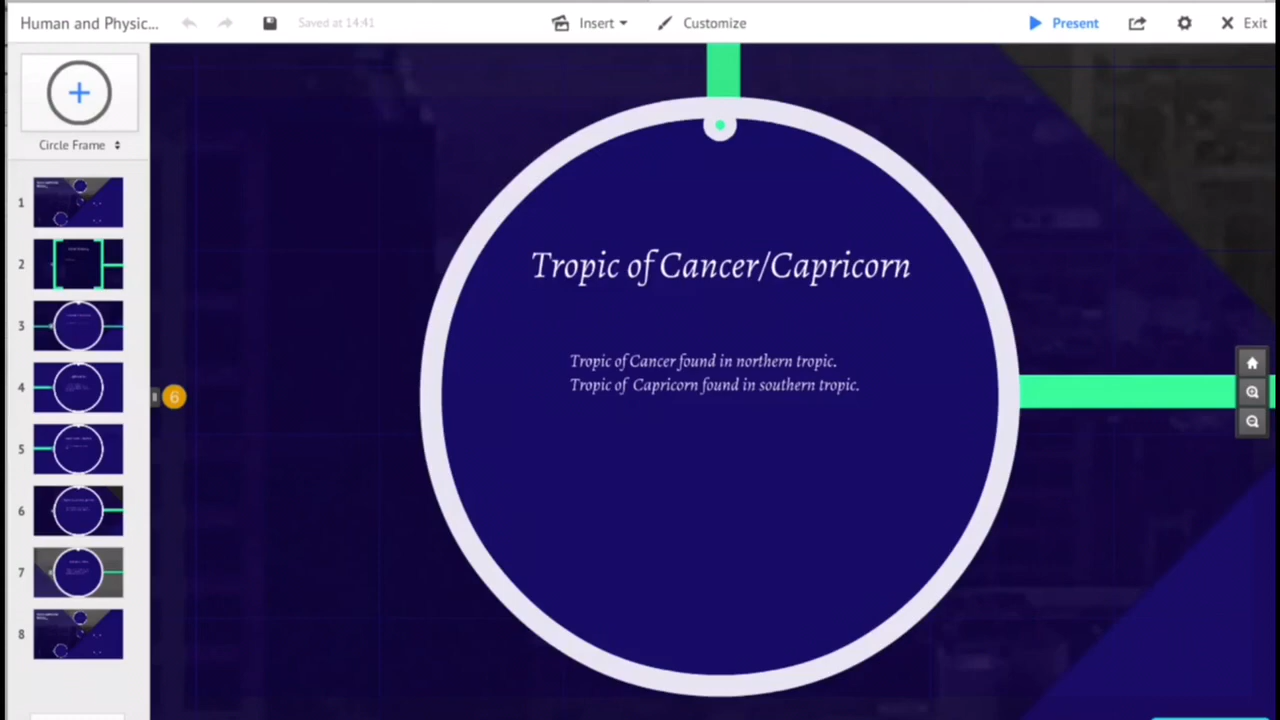 Human and Physic...
Saved at 14:41
Insert
Customize
Present
Exit
Circle Frame
1
2
3
4
5
6
7
8
6
Tropic of Cancer/Capricorn
Tropic of Cancer found in northern tropic.
Tropic of Capricorn found in southern tropic.